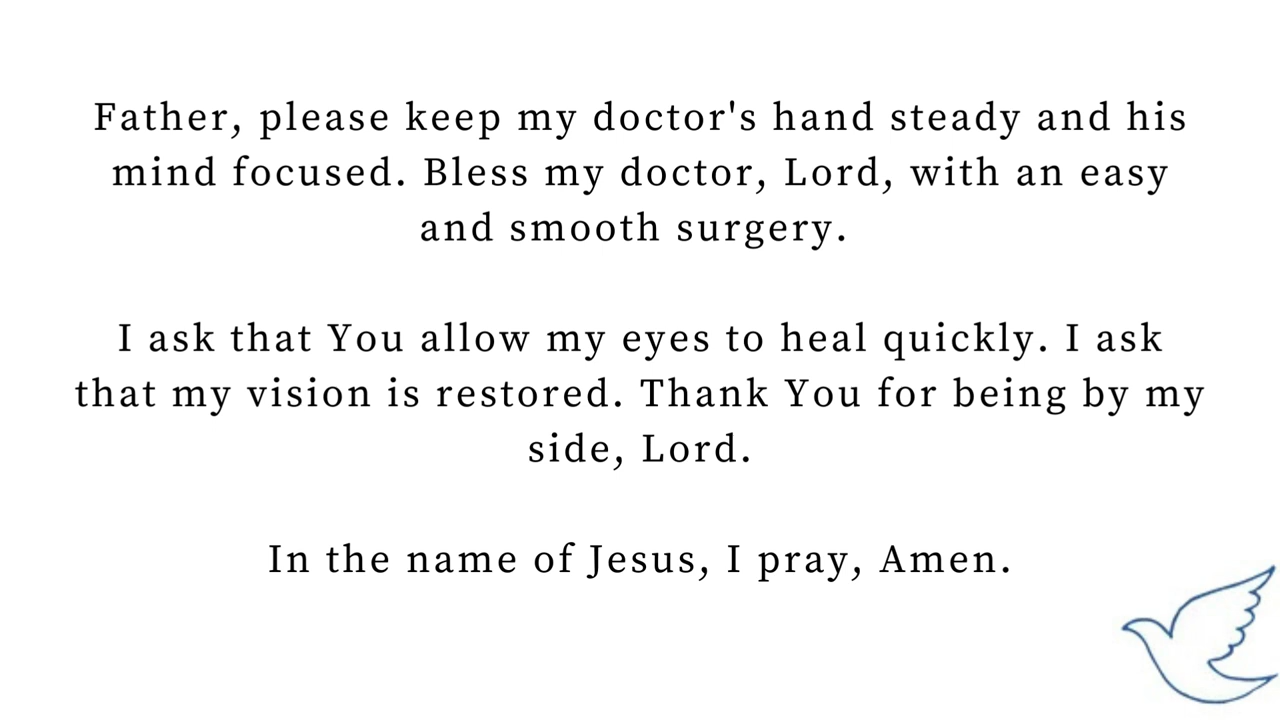 Father, please keep my doctor's hand steady and his
mind focused. Bless my doctor, Lord, with an easy
and smooth surgery.
I ask that You allow my eyes to heal quickly. I ask
that my vision is restored. Thank You for being by my
side, Lord.
In the name of Jesus, I pray, Amen.